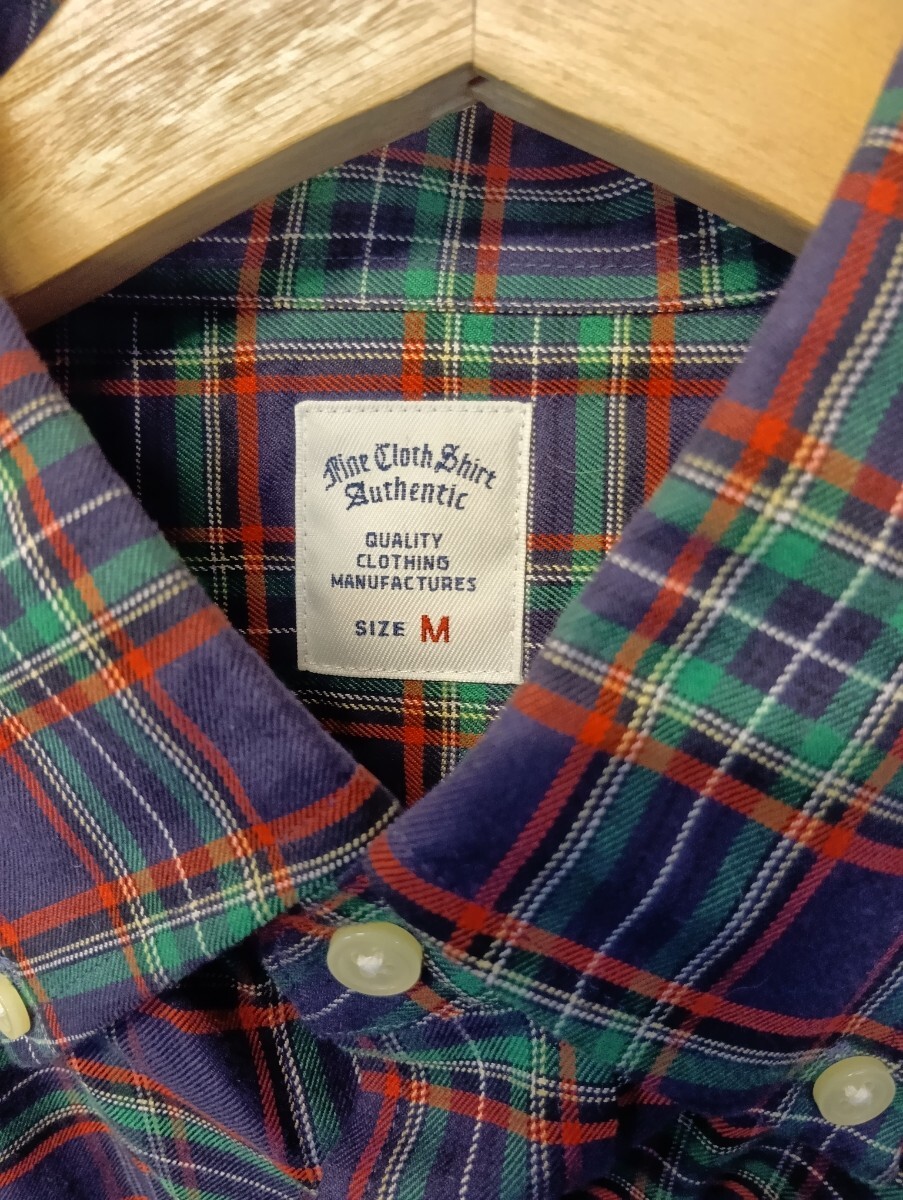 Fine Cloth Shirt
Authentic
QUALITY
CLOTHING
MANUFACTURES
SIZE M